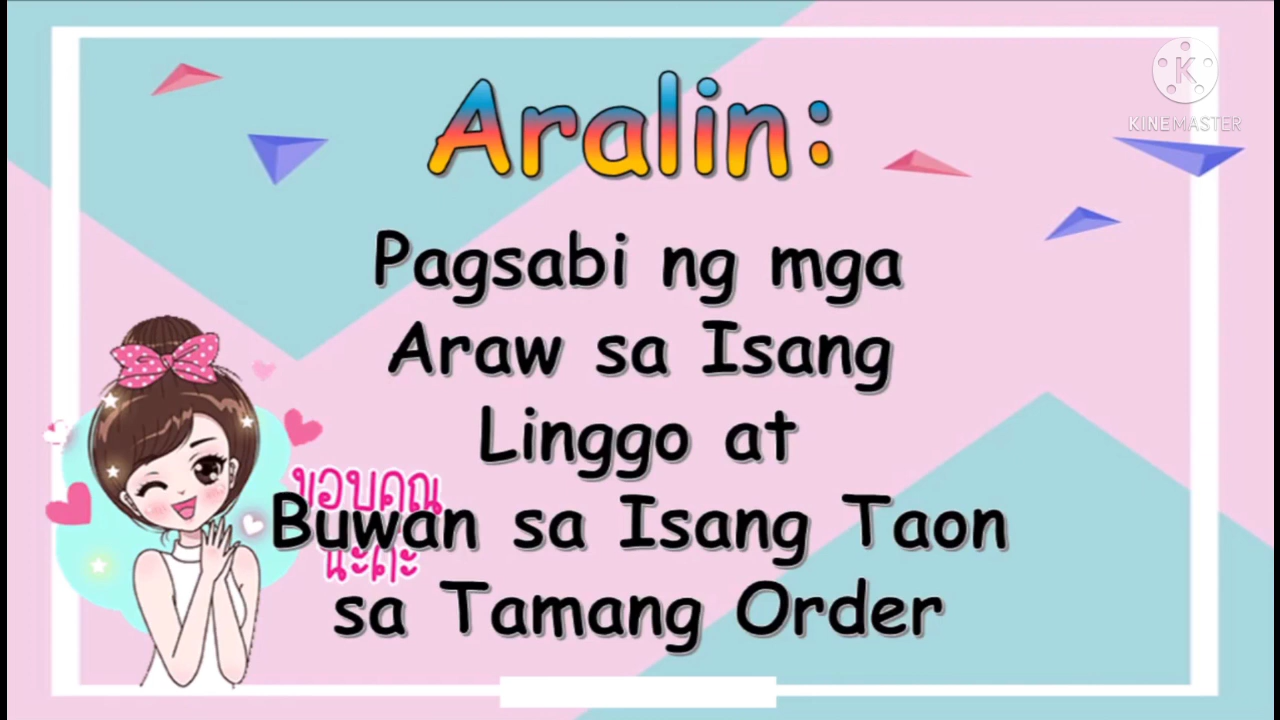 Aralin:
KINEMASTER
Pagsabi ng mga
Araw sa Isang
Linggo at
ขอบคุณ
Buwan sa Isang Taon
นะคะ
sa Tamang Order